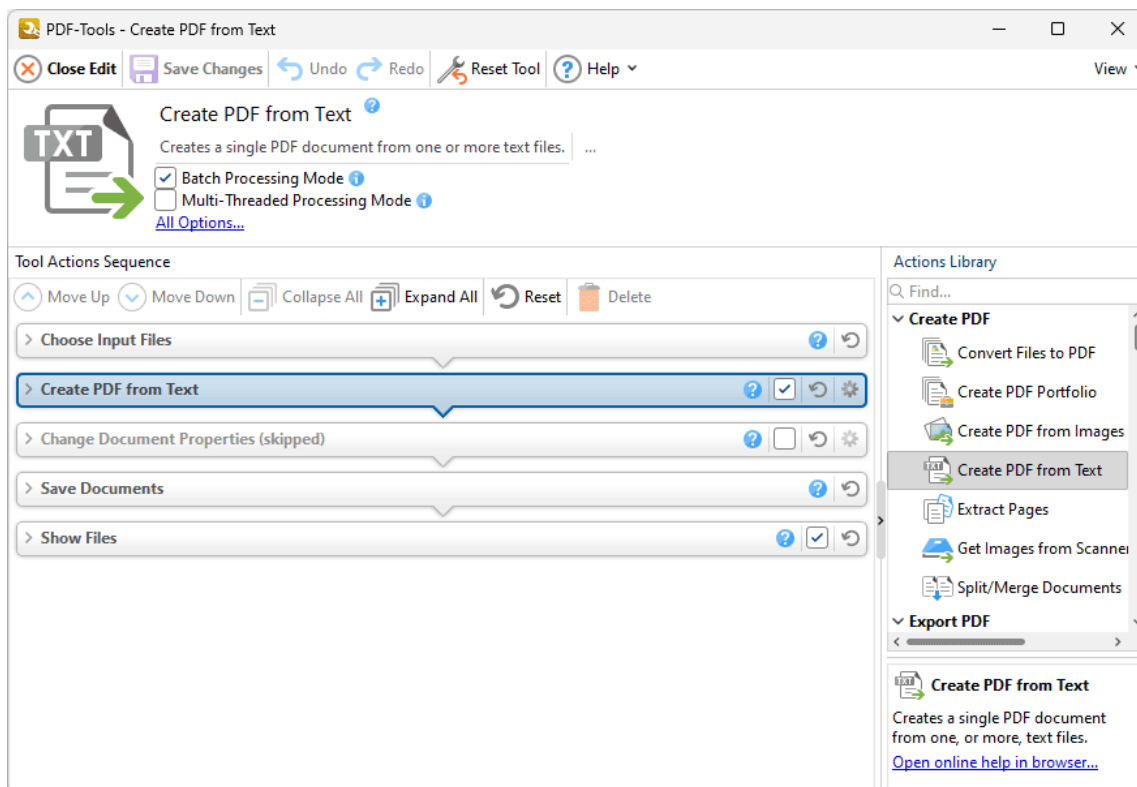 PDF-Tools - Create PDF from Text
Close Edit Save Changes Undo Redo Reset Tool ? Help View
TXT
Create PDF from Text ?
Creates a single PDF document from one or more text files. ...
Batch Processing Mode i
Multi-Threaded Processing Mode i
All Options...
Tool Actions Sequence
Move Up Move Down Collapse All Expand All Reset Delete
Choose Input Files ?
Create PDF from Text ?
Change Document Properties (skipped) ?
Save Documents ?
Show Files ?
Actions Library
Find...
Create PDF
Convert Files to PDF
Create PDF Portfolio
Create PDF from Images
TXT Create PDF from Text
Extract Pages
Get Images from Scanner
Split/Merge Documents
Export PDF
TXT Create PDF from Text
Creates a single PDF document
from one, or more, text files.
Open online help in browser...